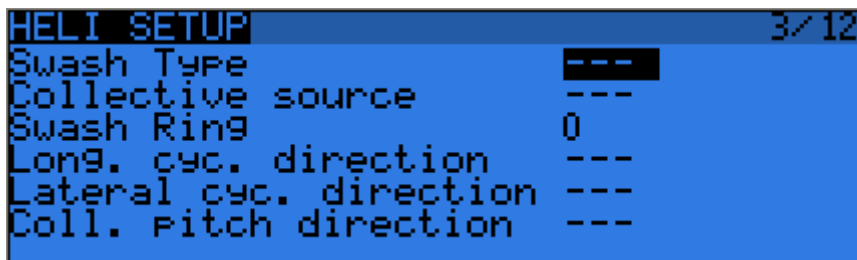 HELI SETUP 3/12
Swash Type ---
Collective source ---
Swash Ring 0
Long. cyc. direction ---
Lateral cyc. direction ---
Coll. pitch direction ---